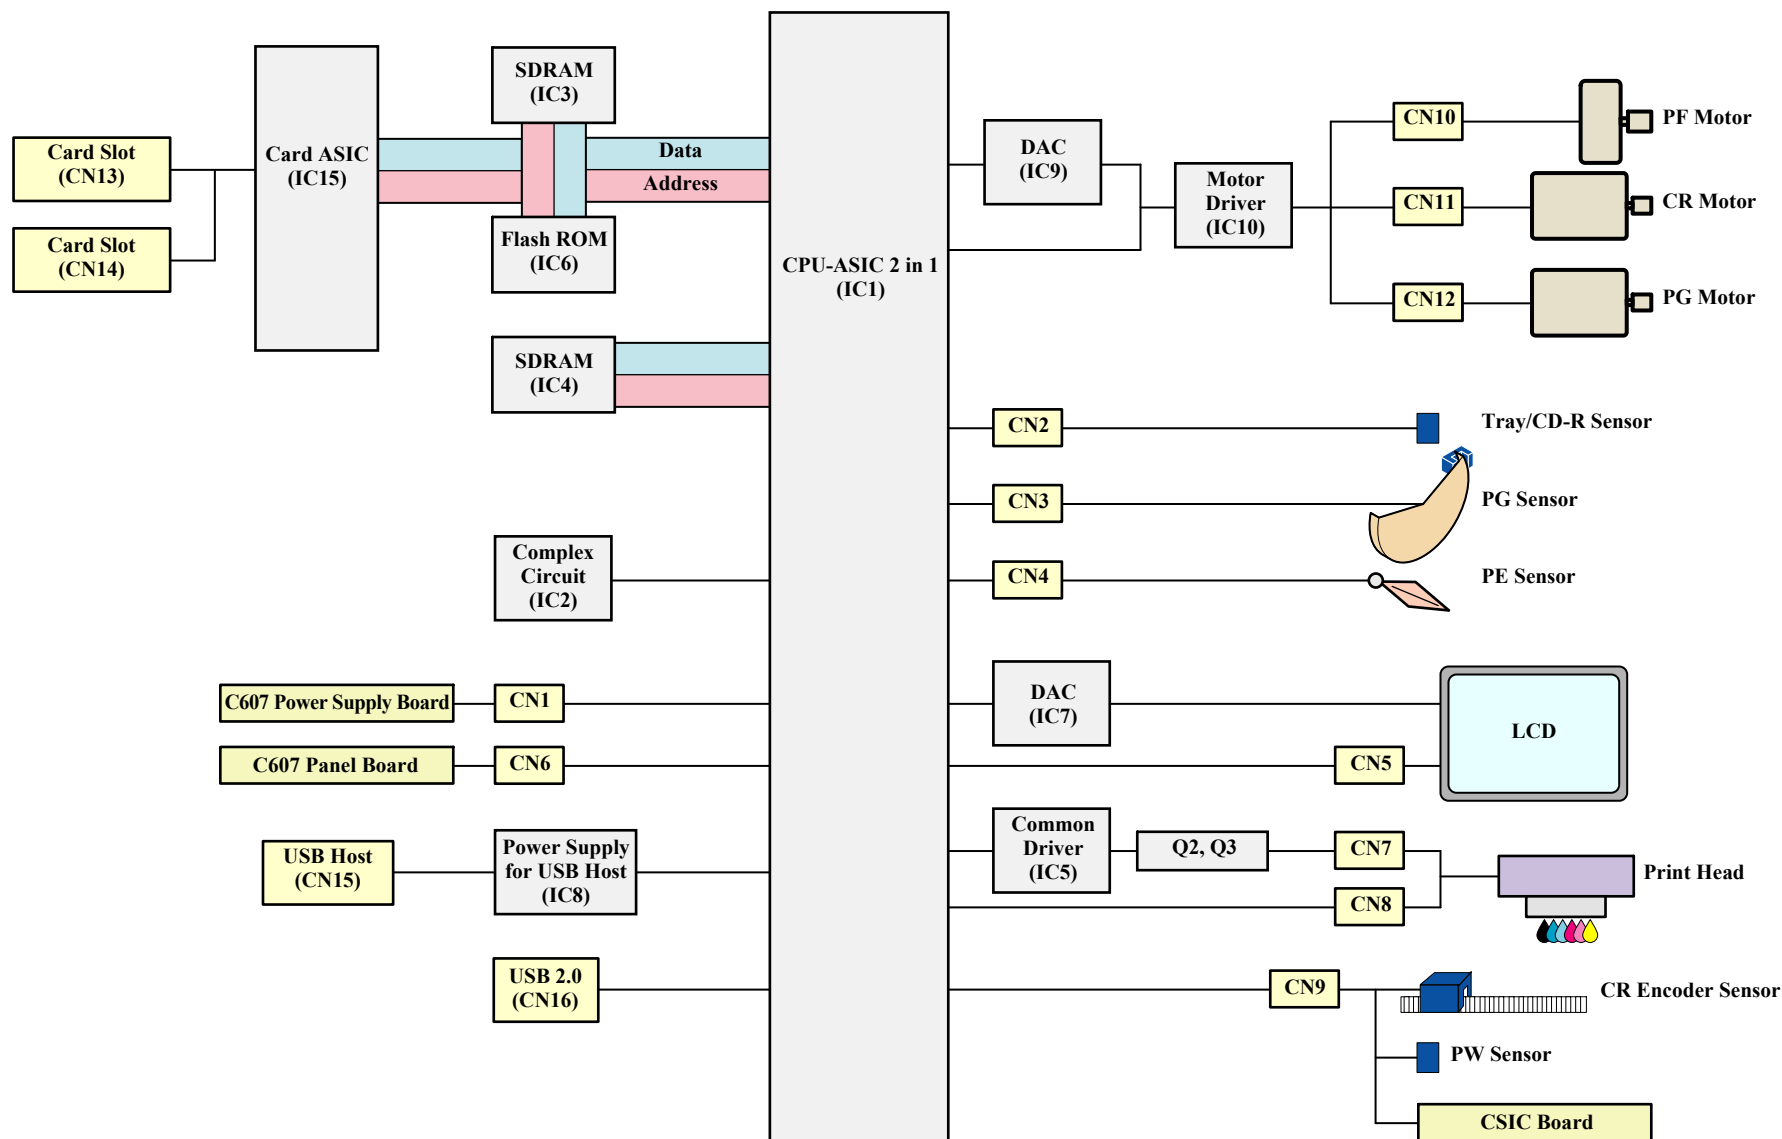 Card Slot
(CN13)
Card Slot
(CN14)
Card ASIC
(IC15)
SDRAM
(IC3)
Data
Address
Flash ROM
(IC6)
SDRAM
(IC4)
Complex
Circuit
(IC2)
C607 Power Supply Board
CN1
C607 Panel Board
CN6
USB Host
(CN15)
Power Supply
for USB Host
(IC8)
USB 2.0
(CN16)
CPU-ASIC 2 in 1
(IC1)
DAC
(IC9)
Motor
Driver
(IC10)
CN10
PF Motor
CN11
CR Motor
CN12
PG Motor
CN2
Tray/CD-R Sensor
CN3
PG Sensor
CN4
PE Sensor
DAC
(IC7)
LCD
CN5
Common
Driver
(IC5)
Q2, Q3
CN7
CN8
Print Head
CN9
CR Encoder Sensor
PW Sensor
CSIC Board